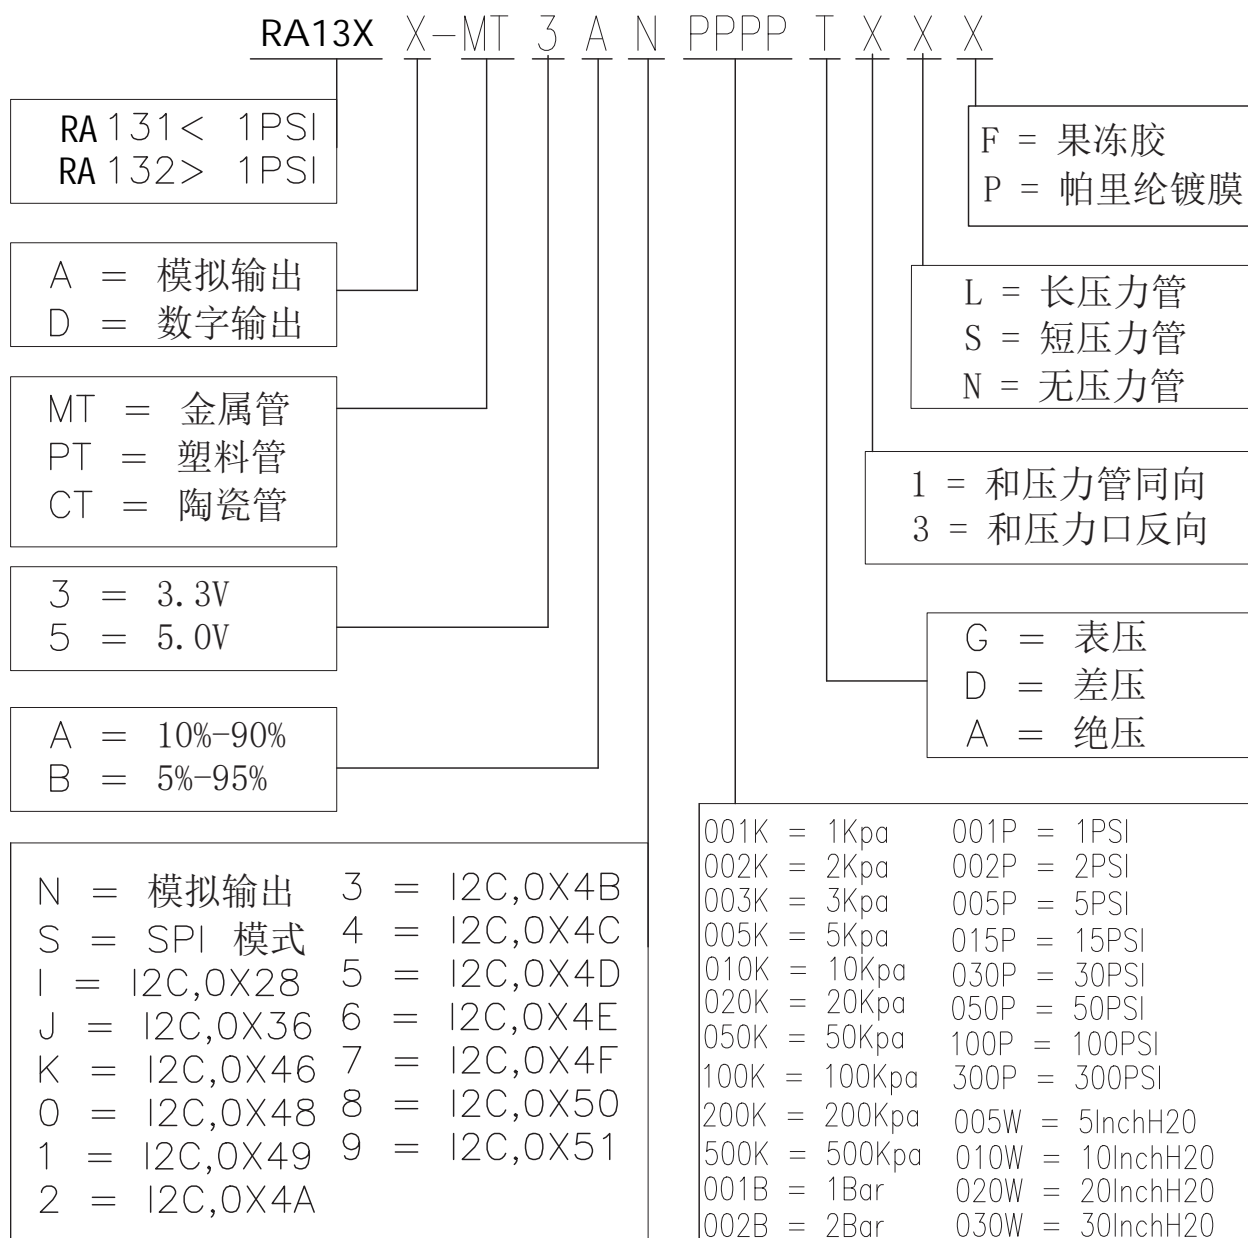 RA13X X-MT 3 A N PPPP T X X X
RA131< 1PSI
RA132> 1PSI
A = 模拟输出
D = 数字输出
MT = 金属管
PT = 塑料管
CT = 陶瓷管
3 = 3.3V
5 = 5.0V
A = 10%-90%
B = 5%-95%
N = 模拟输出
S = SPI 模式
I = I2C,0X28
J = I2C,0X36
K = I2C,0X46
0 = I2C,0X48
1 = I2C,0X49
2 = I2C,0X4A
3 = I2C,0X4B
4 = I2C,0X4C
5 = I2C,0X4D
6 = I2C,0X4E
7 = I2C,0X4F
8 = I2C,0X50
9 = I2C,0X51
F = 果冻胶
P = 帕里纶镀膜
L = 长压力管
S = 短压力管
N = 无压力管
1 = 和压力管同向
3 = 和压力口反向
G = 表压
D = 差压
A = 绝压
001K = 1Kpa
002K = 2Kpa
003K = 3Kpa
005K = 5Kpa
010K = 10Kpa
020K = 20Kpa
050K = 50Kpa
100K = 100Kpa
200K = 200Kpa
500K = 500Kpa
001B = 1Bar
002B = 2Bar
001P = 1PSI
002P = 2PSI
005P = 5PSI
015P = 15PSI
030P = 30PSI
050P = 50PSI
100P = 100PSI
300P = 300PSI
005W = 5InchH20
010W = 10InchH20
020W = 20InchH20
030W = 30InchH20